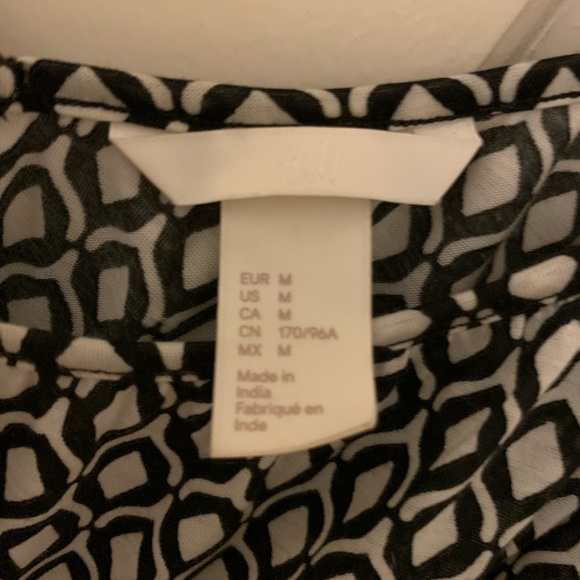 EUR M
US M
CA M
CN 170/96A
MX M
Made in
India
Fabriqué en
Inde